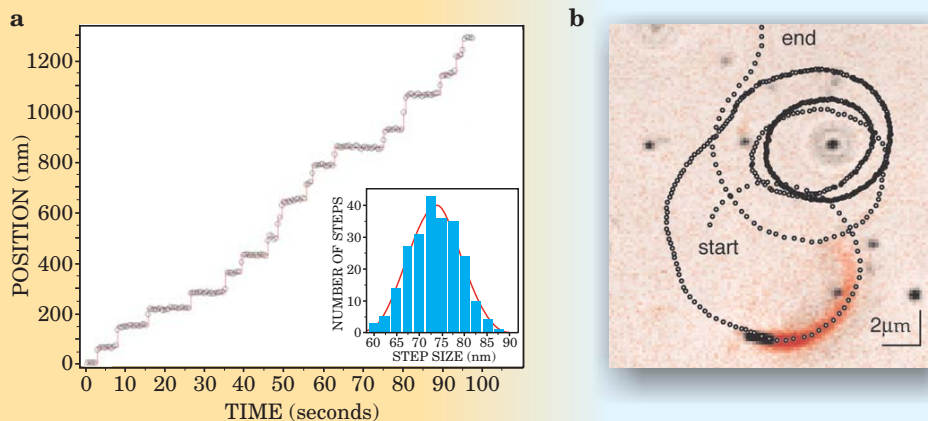 a
POSITION (nm)
1200
1000
800
600
400
200
0
0 10 20 30 40 50 60 70 80 90 100
TIME (seconds)
NUMBER OF STEPS
40
30
20
10
0
60 65 70 75 80 85 90
STEP SIZE (nm)
b
end
start
2μm